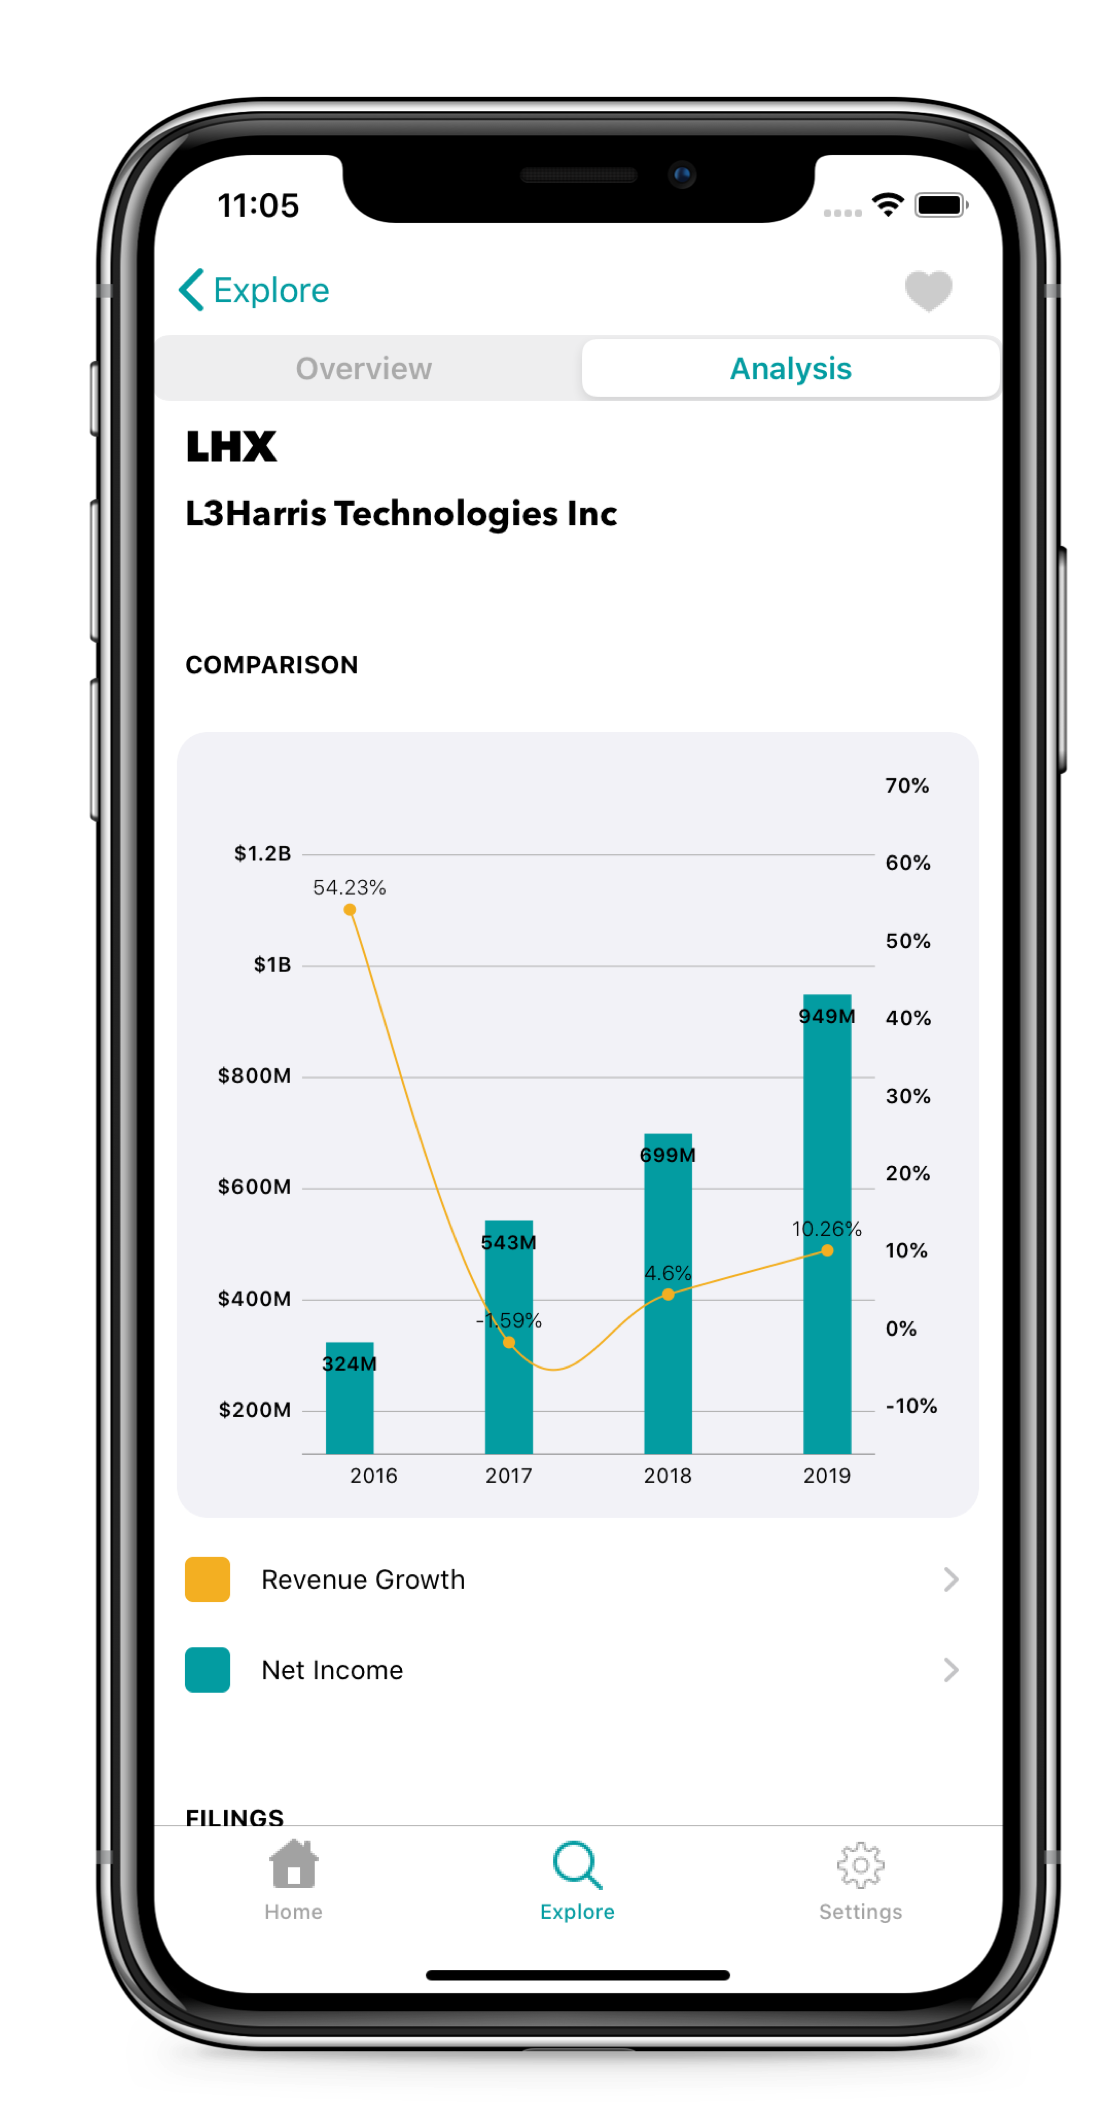 11:05
Explore
Overview
Analysis
LHX
L3Harris Technologies Inc
COMPARISON
70%
$1.2B
60%
54.23%
50%
$1B
949M
40%
$800M
30%
699M
20%
$600M
10.26%
543M
10%
4.6%
$400M
-1.59%
0%
324M
$200M
-10%
2016 2017 2018 2019
Revenue Growth
Net Income
FILINGS
Home Explore Settings